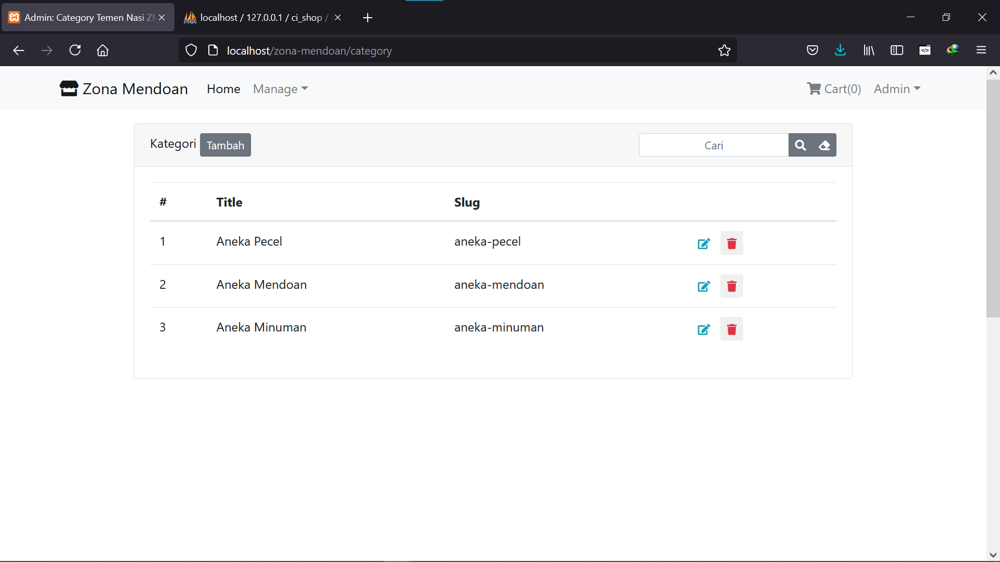 Admin: Category Temen Nasi
localhost / 127.0.0.1 / ci_shop /
localhost/zona-mendoan/category
Zona Mendoan Home Manage Cart(0) Admin
Kategori Tambah Cari
# Title Slug
1 Aneka Pecel aneka-pecel
2 Aneka Mendoan aneka-mendoan
3 Aneka Minuman aneka-minuman